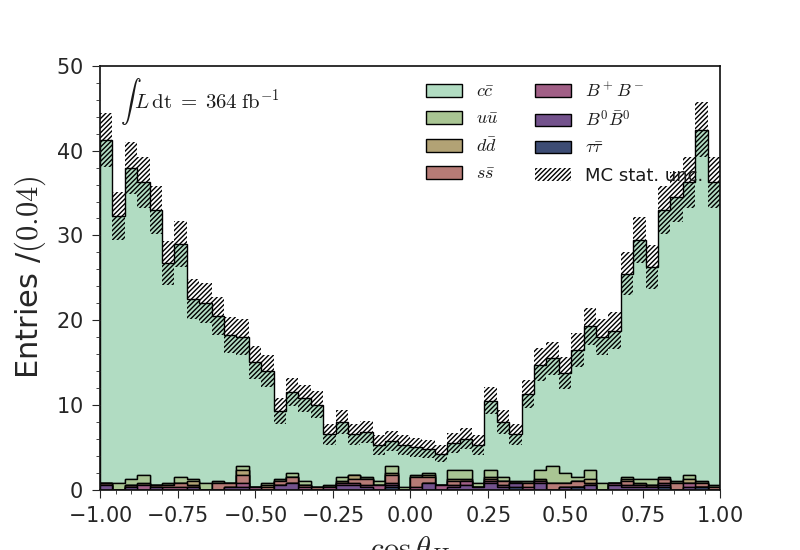 ∫L dt = 364 fb⁻¹
cc̄
uū
dd̄
ss̄
B⁺ B⁻
B⁰ B̄⁰
ττ̄
MC stat. unc.
Entries /(0.04)
50
40
30
20
10
0
−1.00 −0.75 −0.50 −0.25 0.00 0.25 0.50 0.75 1.00
cos θ